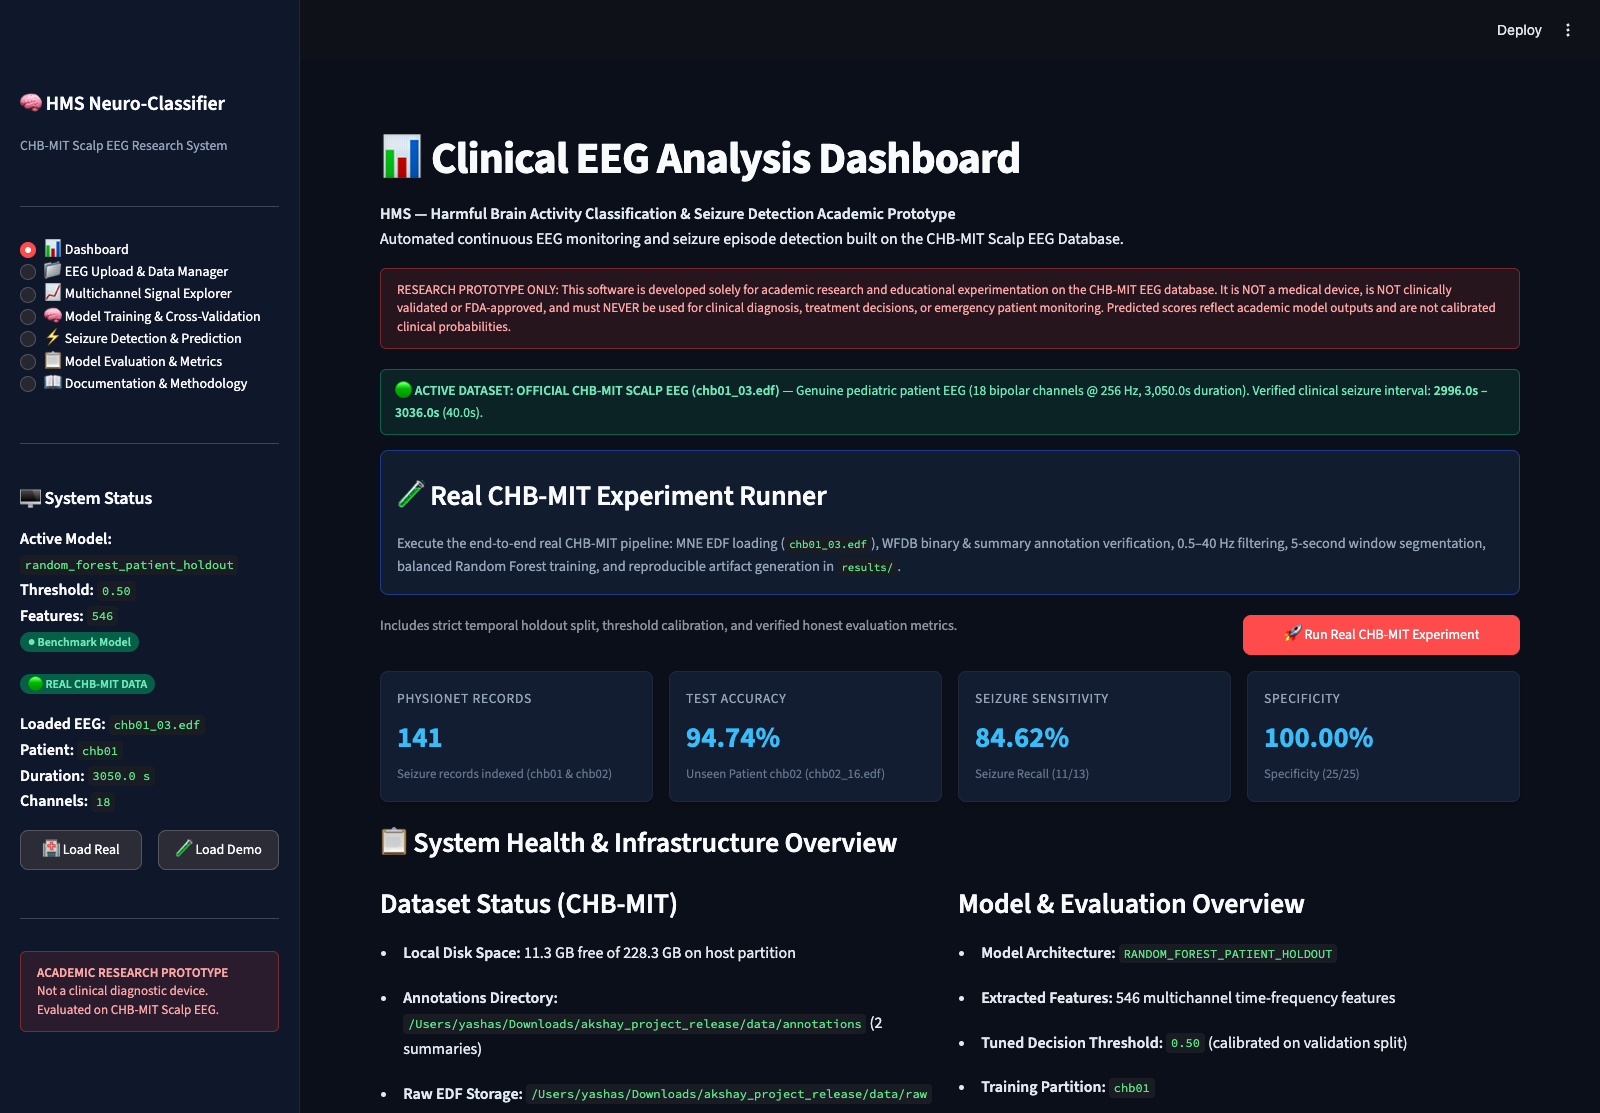 Deploy
HMS Neuro-Classifier
CHB-MIT Scalp EEG Research System
Dashboard
EEG Upload & Data Manager
Multichannel Signal Explorer
Model Training & Cross-Validation
Seizure Detection & Prediction
Model Evaluation & Metrics
Documentation & Methodology
System Status
Active Model:
random_forest_patient_holdout
Threshold: 0.50
Features: 546
Benchmark Model
REAL CHB-MIT DATA
Loaded EEG: chb01_03.edf
Patient: chb01
Duration: 3050.0 s
Channels: 18
Load Real
Load Demo
ACADEMIC RESEARCH PROTOTYPE
Not a clinical diagnostic device.
Evaluated on CHB-MIT Scalp EEG.
Clinical EEG Analysis Dashboard
HMS — Harmful Brain Activity Classification & Seizure Detection Academic Prototype
Automated continuous EEG monitoring and seizure episode detection built on the CHB-MIT Scalp EEG Database.
RESEARCH PROTOTYPE ONLY: This software is developed solely for academic research and educational experimentation on the CHB-MIT EEG database. It is NOT a medical device, is NOT clinically
validated or FDA-approved, and must NEVER be used for clinical diagnosis, treatment decisions, or emergency patient monitoring. Predicted scores reflect academic model outputs and are not calibrated
clinical probabilities.
ACTIVE DATASET: OFFICIAL CHB-MIT SCALP EEG (chb01_03.edf) — Genuine pediatric patient EEG (18 bipolar channels @ 256 Hz, 3,050.0s duration). Verified clinical seizure interval: 2996.0s –
3036.0s (40.0s).
Real CHB-MIT Experiment Runner
Execute the end-to-end real CHB-MIT pipeline: MNE EDF loading ( chb01_03.edf ), WFDB binary & summary annotation verification, 0.5–40 Hz filtering, 5-second window segmentation,
balanced Random Forest training, and reproducible artifact generation in results/ .
Includes strict temporal holdout split, threshold calibration, and verified honest evaluation metrics.
Run Real CHB-MIT Experiment
PHYSIONET RECORDS
141
Seizure records indexed (chb01 & chb02)
TEST ACCURACY
94.74%
Unseen Patient chb02 (chb02_16.edf)
SEIZURE SENSITIVITY
84.62%
Seizure Recall (11/13)
SPECIFICITY
100.00%
Specificity (25/25)
System Health & Infrastructure Overview
Dataset Status (CHB-MIT)
Local Disk Space: 11.3 GB free of 228.3 GB on host partition
Annotations Directory:
/Users/yashas/Downloads/akshay_project_release/data/annotations (2
summaries)
Raw EDF Storage: /Users/yashas/Downloads/akshay_project_release/data/raw
Model & Evaluation Overview
Model Architecture: RANDOM_FOREST_PATIENT_HOLDOUT
Extracted Features: 546 multichannel time-frequency features
Tuned Decision Threshold: 0.50 (calibrated on validation split)
Training Partition: chb01